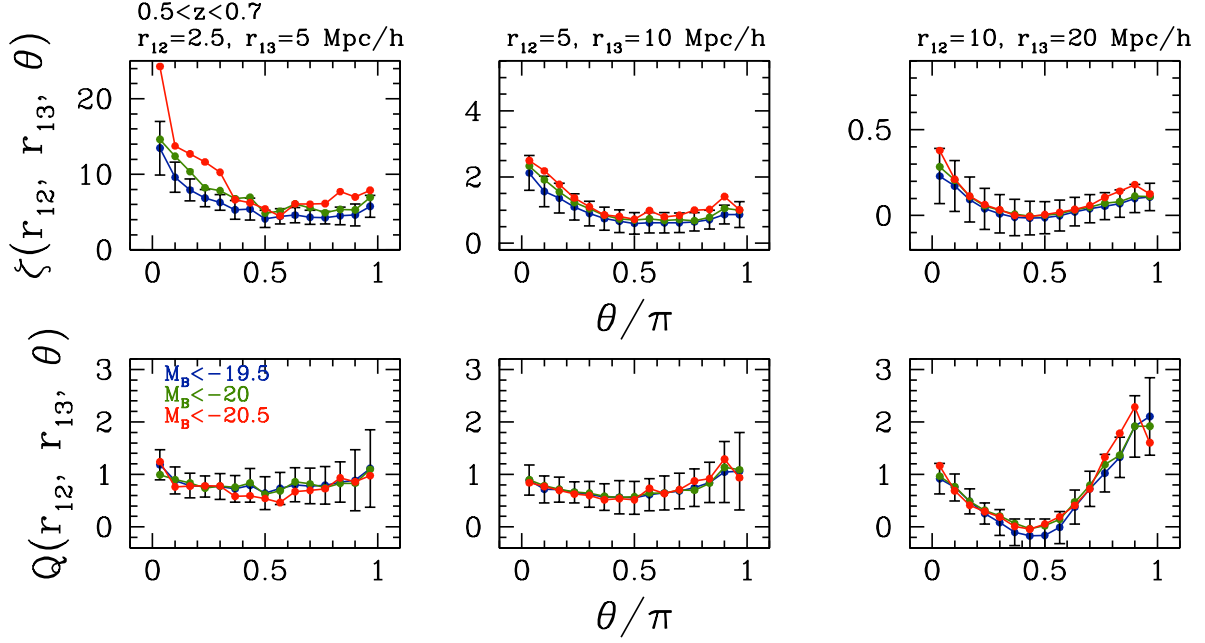 0.5<z<0.7
r₁₂=2.5, r₁₃=5 Mpc/h
r₁₂=5, r₁₃=10 Mpc/h
r₁₂=10, r₁₃=20 Mpc/h
ζ(r₁₂, r₁₃, θ)
20
10
0
4
2
0
0.5
0
0 0.5 1
0 0.5 1
0 0.5 1
θ/π
Q(r₁₂, r₁₃, θ)
3
2
1
0
M_B<-19.5
M_B<-20
M_B<-20.5
3
2
1
0
3
2
1
0
0 0.5 1
0 0.5 1
0 0.5 1
θ/π